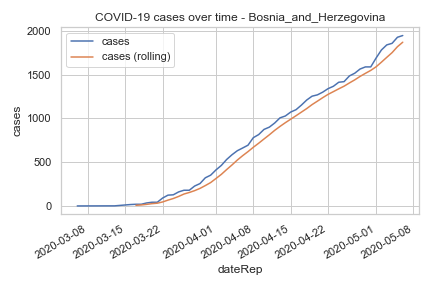 COVID-19 cases over time - Bosnia_and_Herzegovina
cases
cases (rolling)
2000
1500
1000
500
0
cases
2020-03-08
2020-03-15
2020-03-22
2020-04-01
2020-04-08
2020-04-15
2020-04-22
2020-05-01
2020-05-08
dateRep